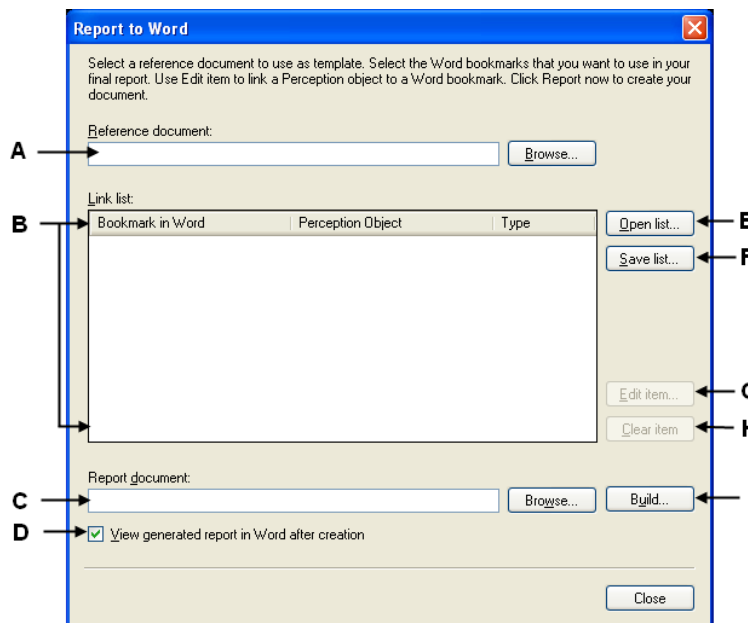 Report to Word
Select a reference document to use as template. Select the Word bookmarks that you want to use in your
final report. Use Edit item to link a Perception object to a Word bookmark. Click Report now to create your
document.
Reference document:
A
Browse...
Link list:
B
Bookmark in Word Perception Object Type
Open list...
Save list...
F
Edit item...
Clear item
H
Report document:
C
Browse...
Build...
D
View generated report in Word after creation
Close